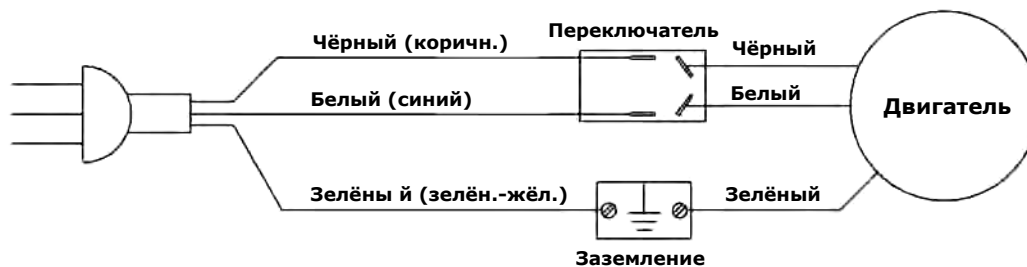 Переключатель
Чёрный (коричн.)
Чёрный
Белый (синий)
Белый
Двигатель
Зелёны й (зелён.-жёл.)
Зелёный
Заземление